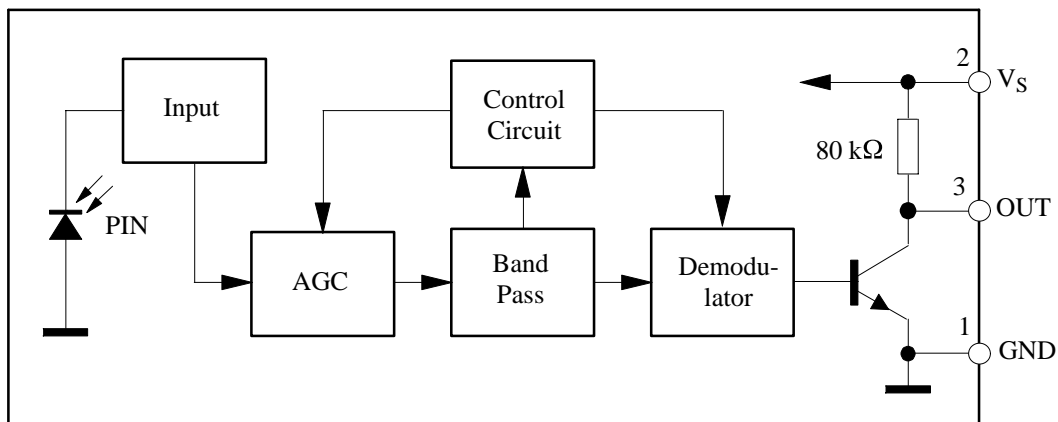 Input
Control
Circuit
2
V_S
80 kΩ
3
OUT
PIN
AGC
Band
Pass
Demodu-
lator
1
GND